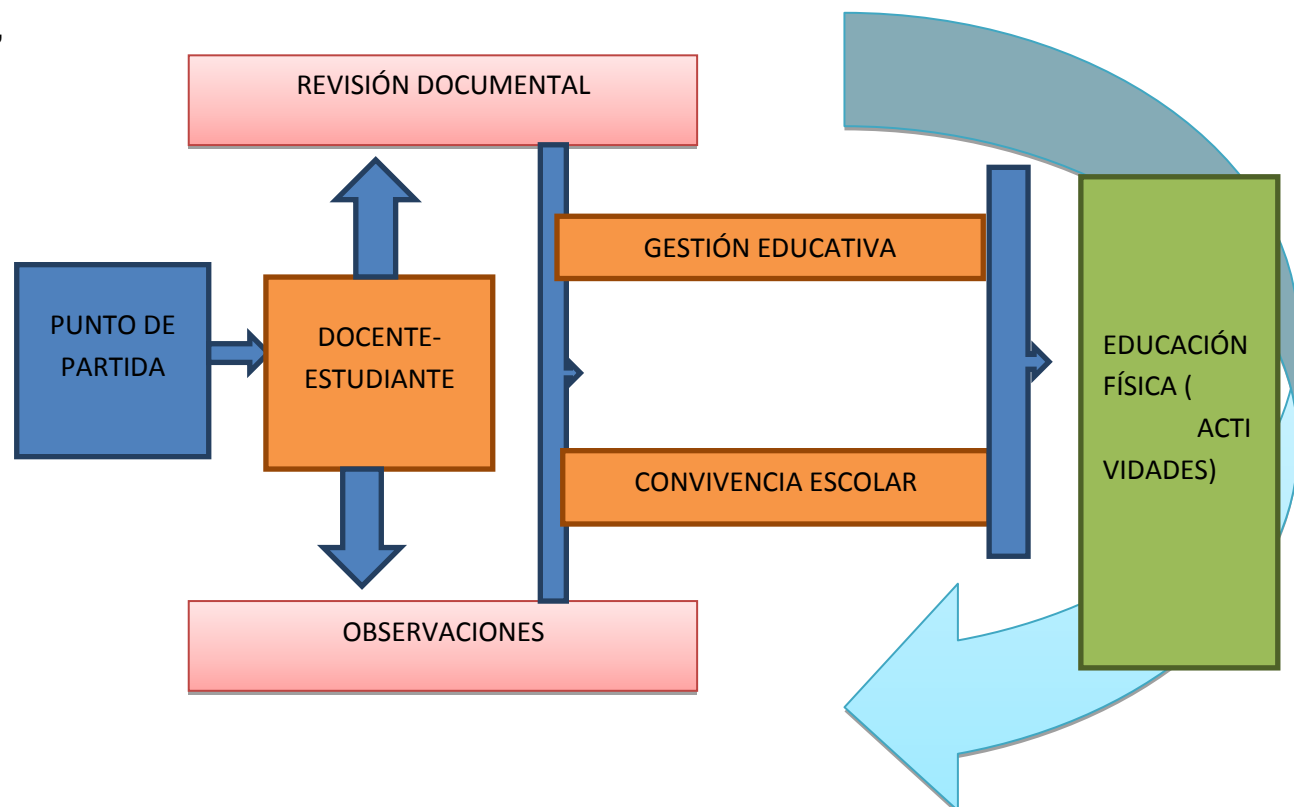 REVISIÓN DOCUMENTAL
GESTIÓN EDUCATIVA
PUNTO DE
PARTIDA
DOCENTE-
ESTUDIANTE
EDUCACIÓN
FÍSICA (
ACTI
VIDADES)
CONVIVENCIA ESCOLAR
OBSERVACIONES